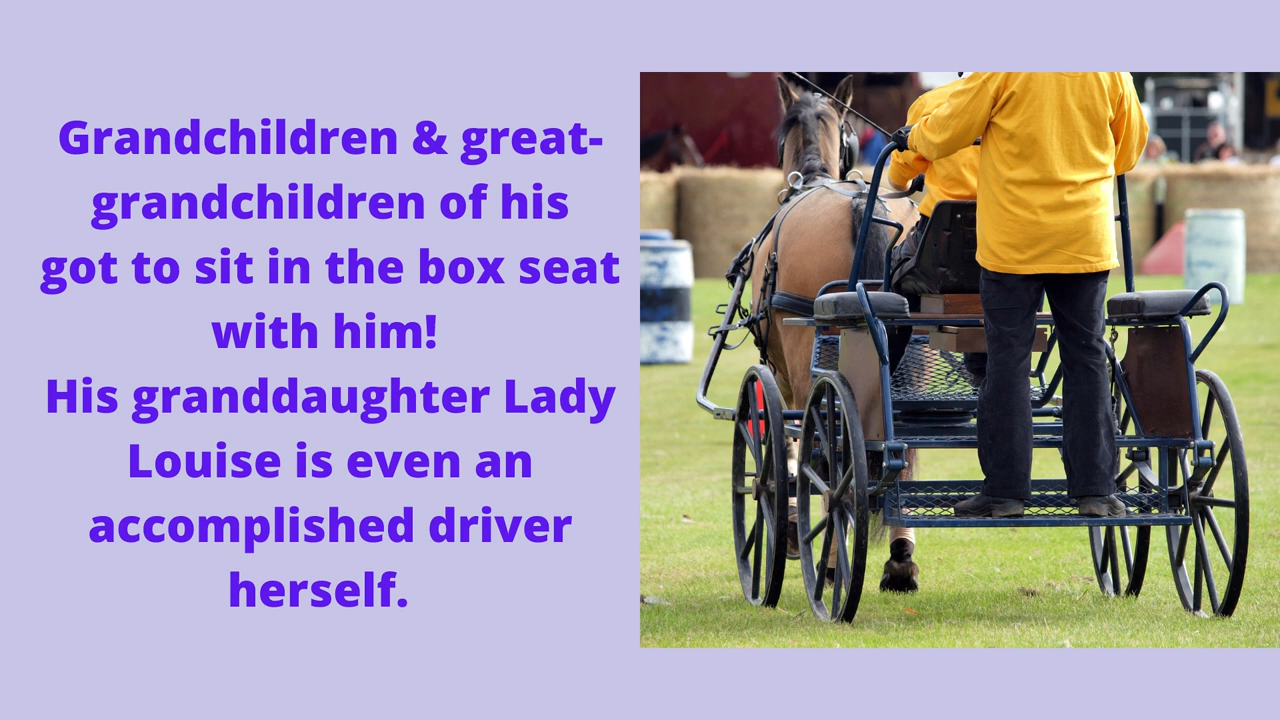 Grandchildren & great-
grandchildren of his
got to sit in the box seat
with him!
His granddaughter Lady
Louise is even an
accomplished driver
herself.